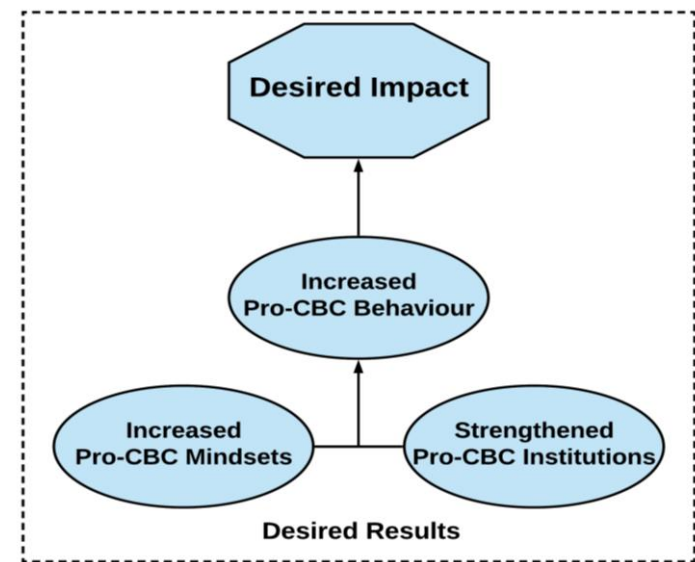 Desired Impact
Increased
Pro-CBC Behaviour
Increased
Pro-CBC Mindsets
Strengthened
Pro-CBC Institutions
Desired Results